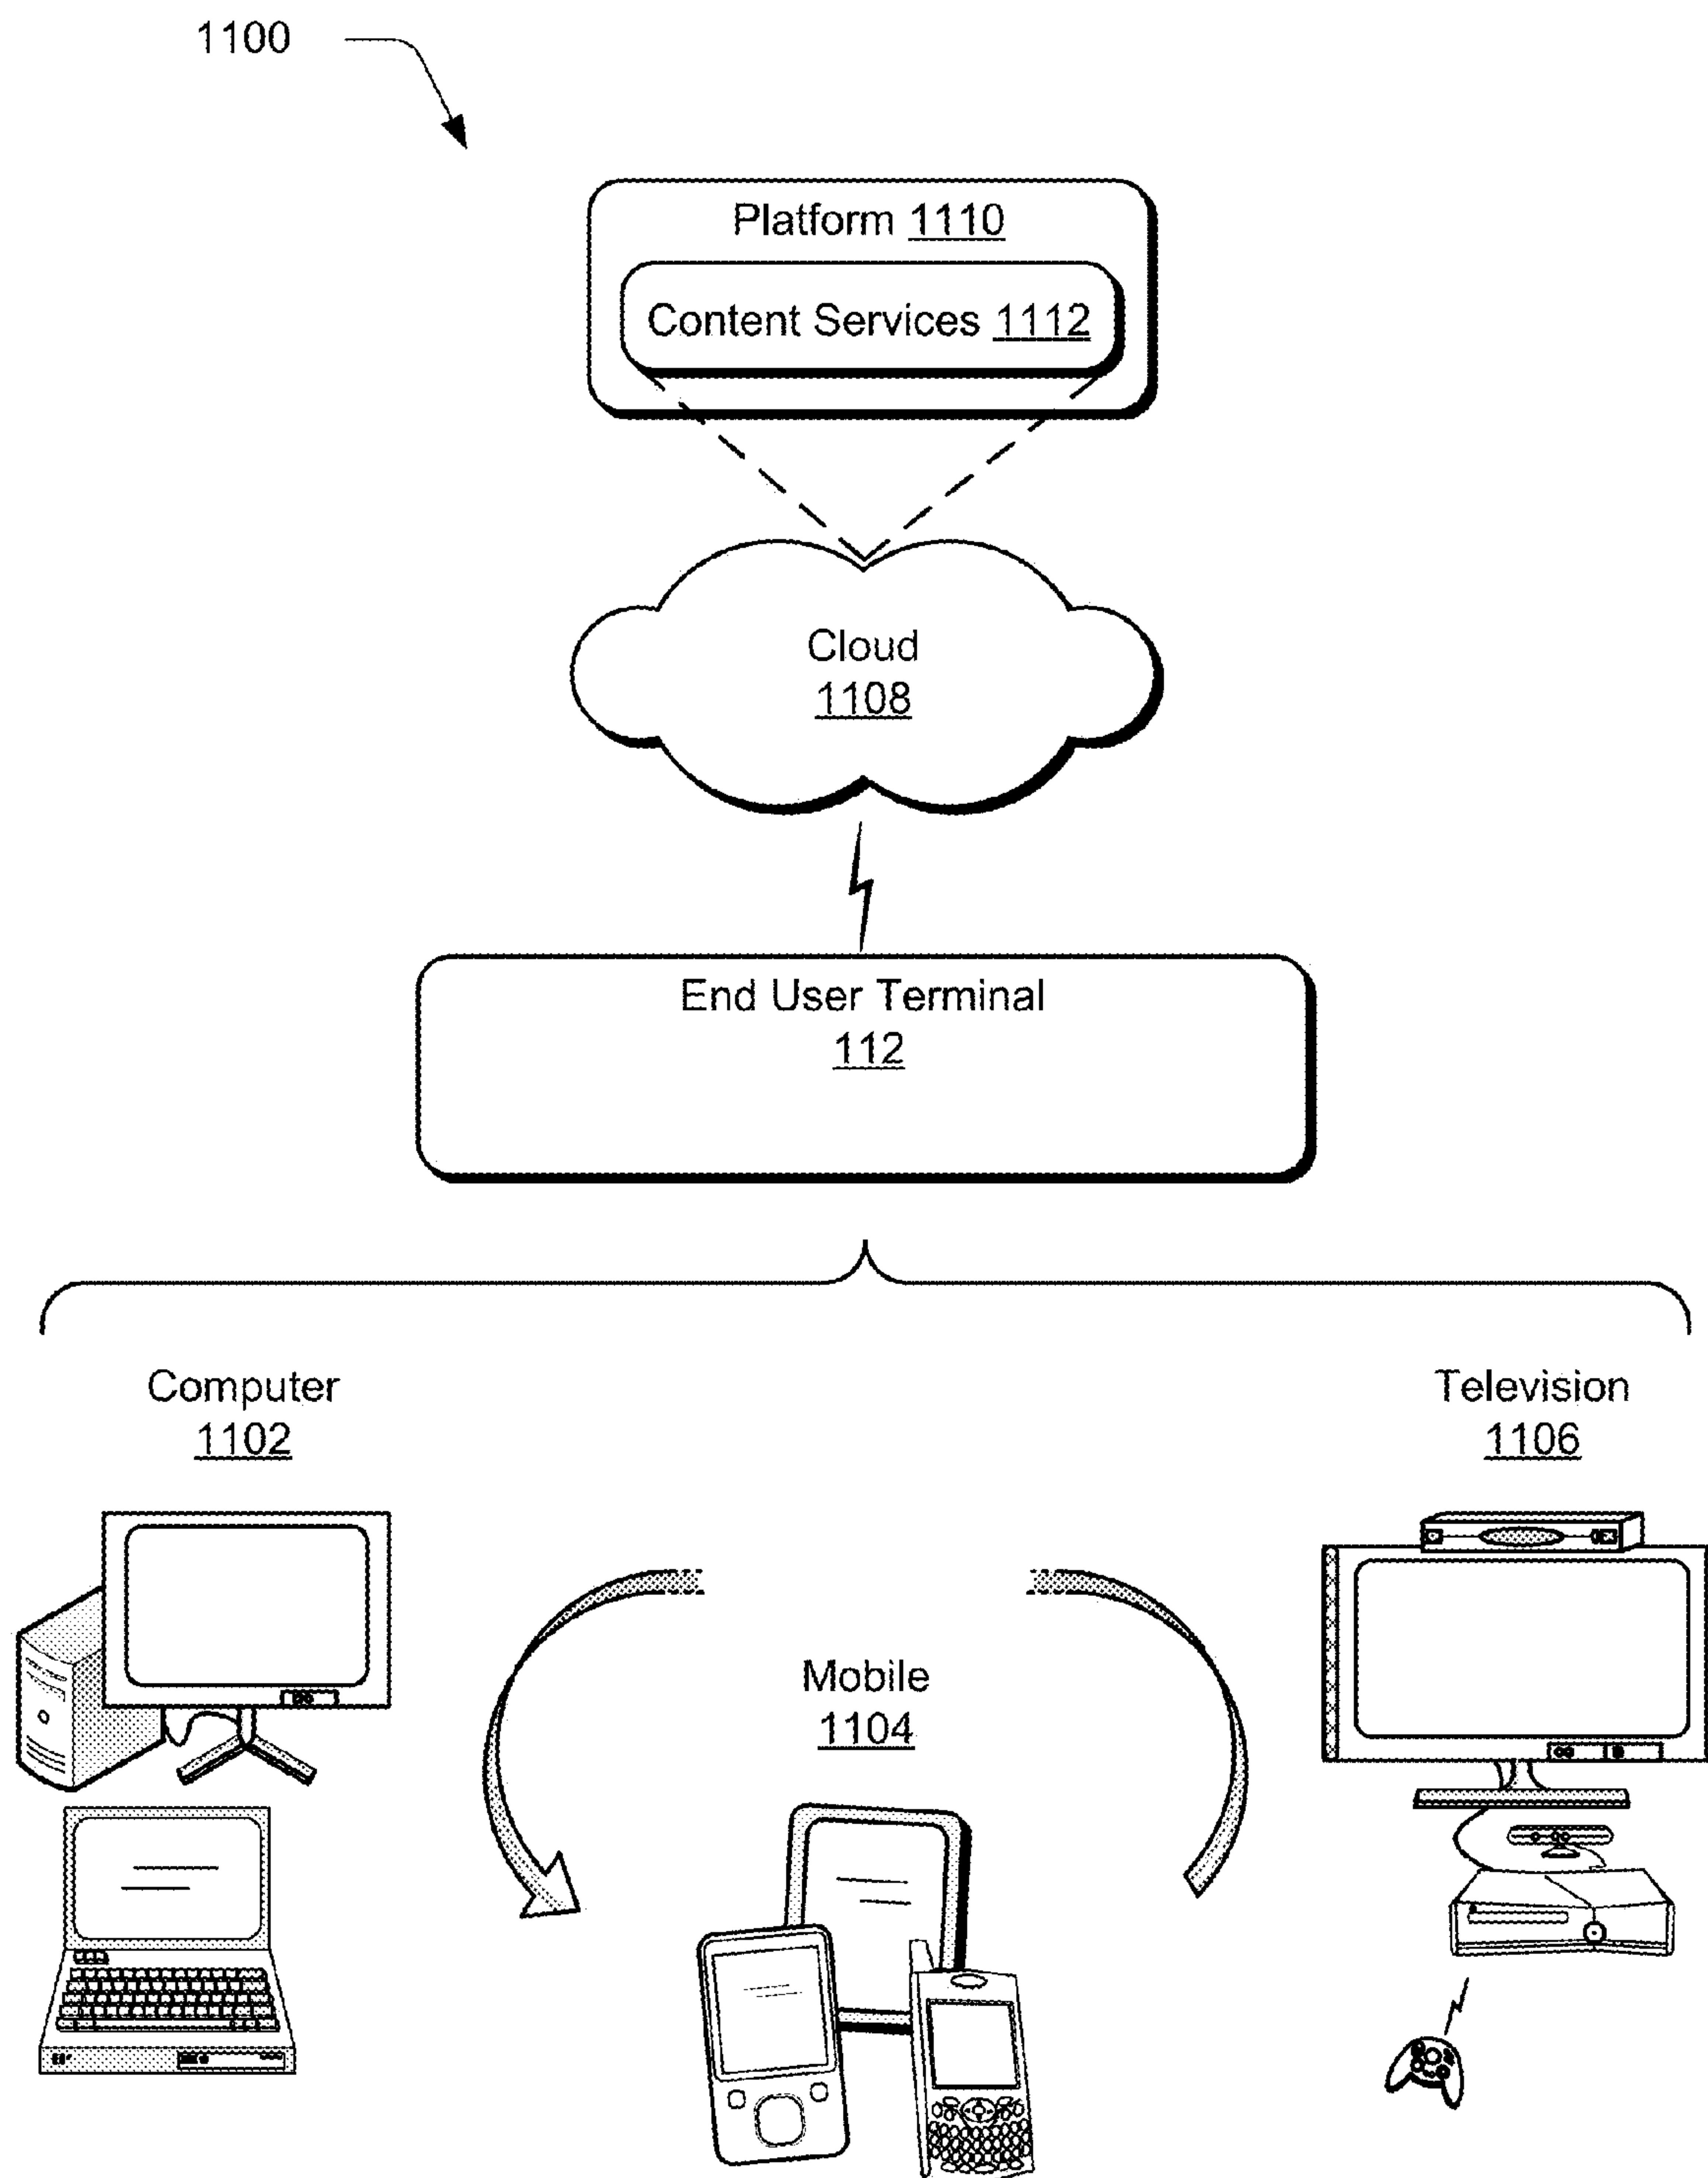 1100
Platform 1110
Content Services 1112
Cloud
1108
End User Terminal
112
Computer
1102
Television
1106
Mobile
1104